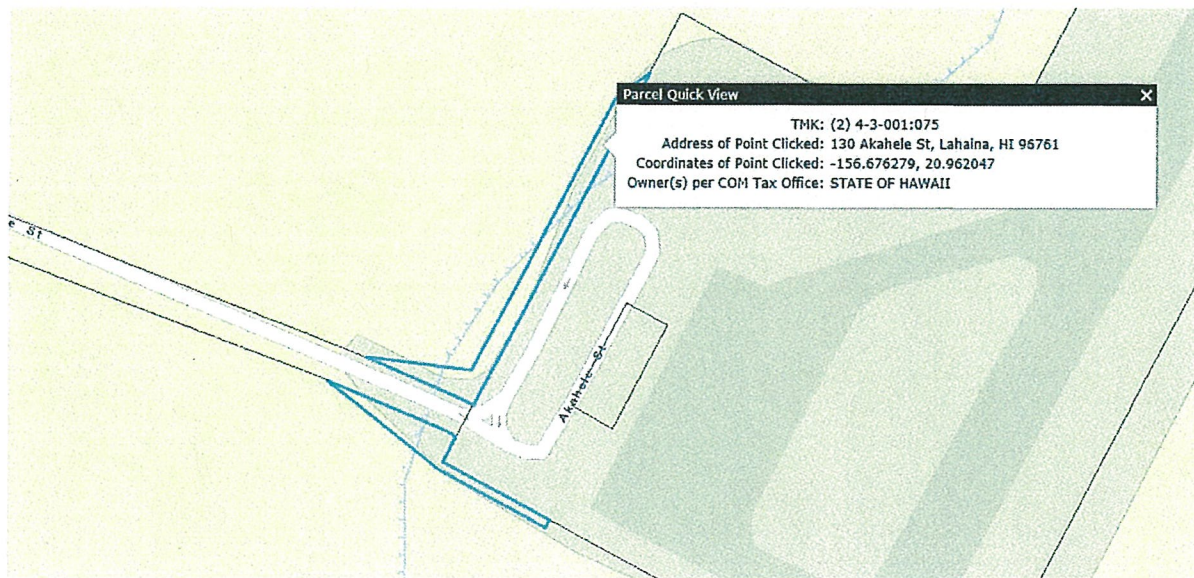 Parcel Quick View
TMK: (2) 4-3-001:075
Address of Point Clicked: 130 Akahele St, Lahaina, HI 96761
Coordinates of Point Clicked: -156.676279, 20.962047
Owner(s) per COM Tax Office: STATE OF HAWAII
e St
Akahele St